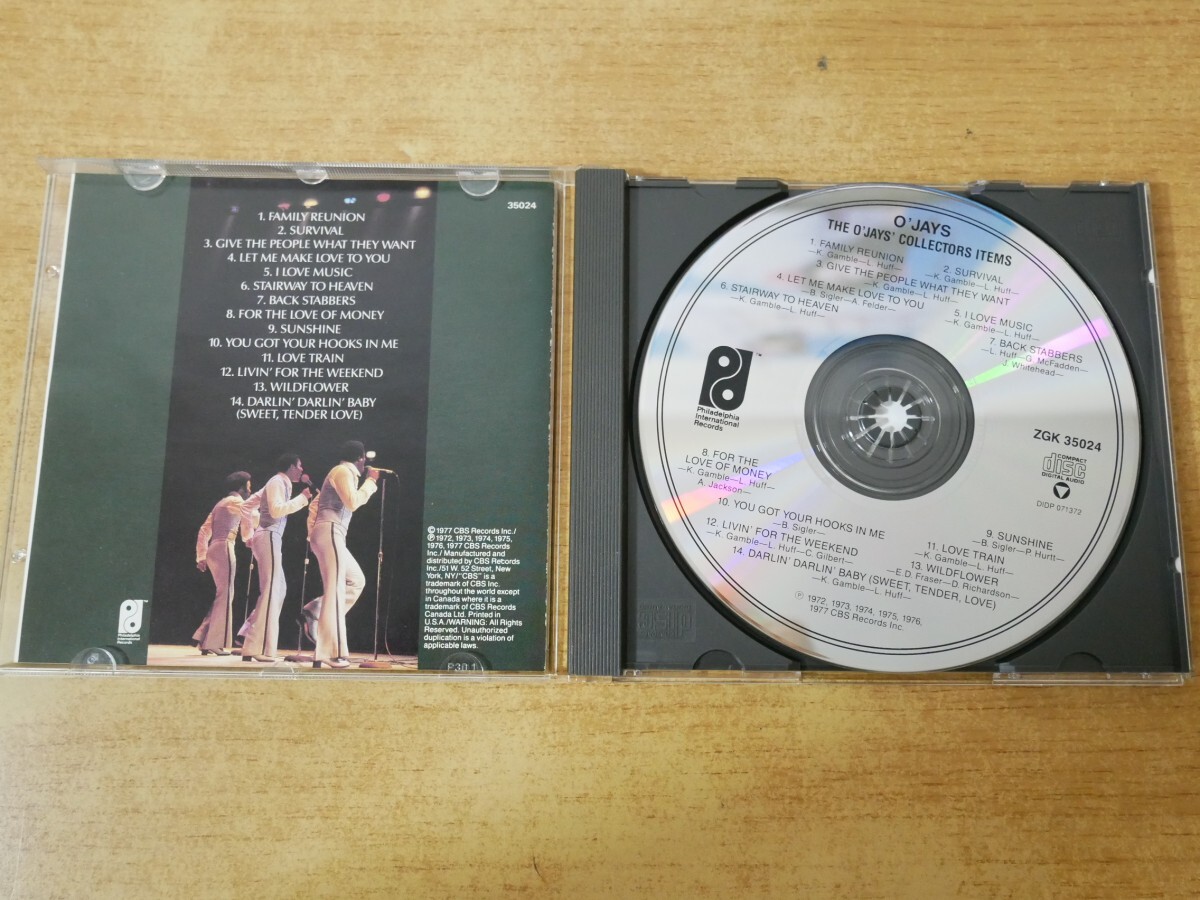 35024
1. FAMILY REUNION
2. SURVIVAL
3. GIVE THE PEOPLE WHAT THEY WANT
4. LET ME MAKE LOVE TO YOU
5. I LOVE MUSIC
6. STAIRWAY TO HEAVEN
7. BACK STABBERS
8. FOR THE LOVE OF MONEY
9. SUNSHINE
10. YOU GOT YOUR HOOKS IN ME
11. LOVE TRAIN
12. LIVIN' FOR THE WEEKEND
13. WILDFLOWER
14. DARLIN' DARLIN' BABY
(SWEET, TENDER LOVE)
© 1977 CBS Records Inc./
℗ 1972, 1973, 1974, 1975,
1976, 1977 CBS Records
Inc./ Manufactured and
distributed by CBS Records
Inc./51 W. 52 Street, New
York, NY/"CBS" is a
trademark of CBS Inc.
throughout the world except
in Canada where it is a
trademark of CBS Records
Canada Ltd. Printed in
U.S.A./WARNING: All Rights
Reserved. Unauthorized
duplication is a violation of
applicable laws.
TM
Philadelphia
International
Records
P30 1
O'JAYS
THE O'JAYS' COLLECTORS ITEMS
1. FAMILY REUNION
—K. Gamble—L. Huff—
2. SURVIVAL
—K. Gamble—L. Huff—
3. GIVE THE PEOPLE WHAT THEY WANT
—K. Gamble—L. Huff—
4. LET ME MAKE LOVE TO YOU
—B. Sigler—A. Felder—
5. I LOVE MUSIC
—K. Gamble—L. Huff—
6. STAIRWAY TO HEAVEN
—K. Gamble—L. Huff—
7. BACK STABBERS
—L. Huff—G. McFadden—
J. Whitehead—
TM
Philadelphia
International
Records
ZGK 35024
COMPACT
disc
DIGITAL AUDIO
DIDP 071372
8. FOR THE
LOVE OF MONEY
—K. Gamble—L. Huff—
A. Jackson—
9. SUNSHINE
—B. Sigler—P. Hurtt—
10. YOU GOT YOUR HOOKS IN ME
—B. Sigler—
11. LOVE TRAIN
—K. Gamble—L. Huff—
12. LIVIN' FOR THE WEEKEND
—K. Gamble—L. Huff—C. Gilbert—
13. WILDFLOWER
—E.D. Fraser—D. Richardson—
14. DARLIN' DARLIN' BABY (SWEET, TENDER, LOVE)
—K. Gamble—L. Huff—
℗ 1972, 1973, 1974, 1975, 1976,
1977 CBS Records Inc.